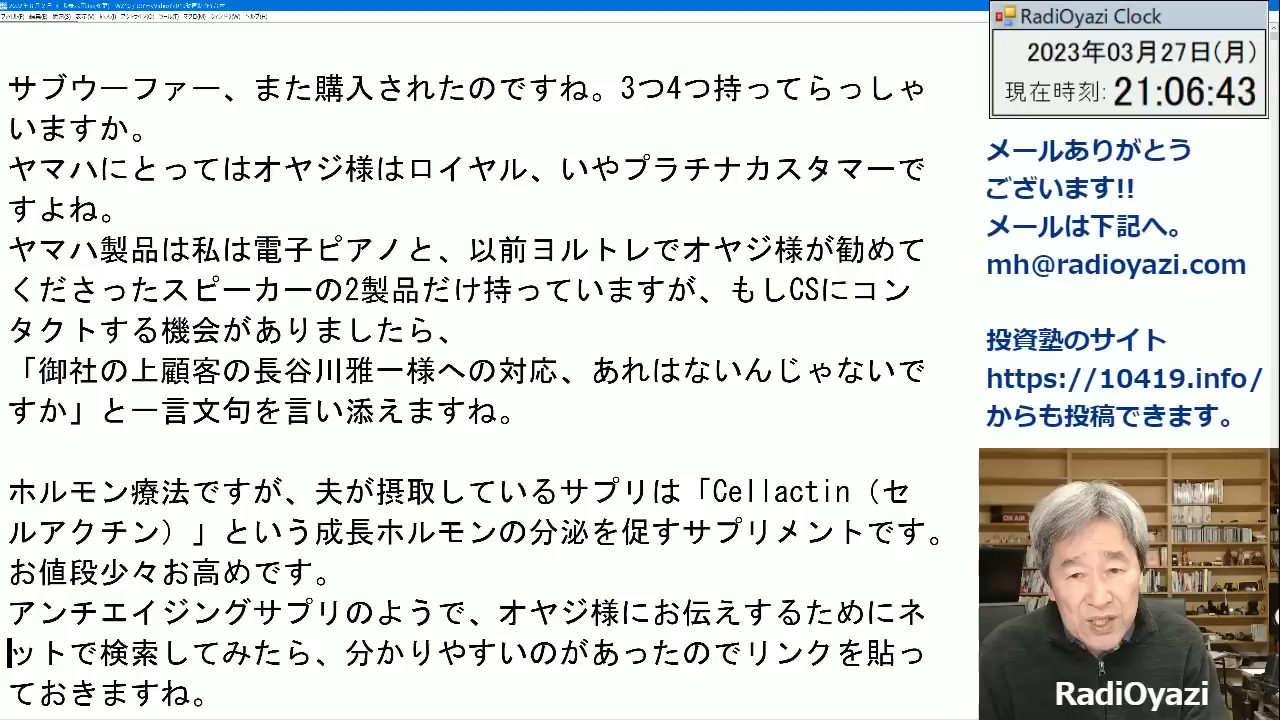 サブウーファー、また購入されたのですね。3つ4つ持ってらっしゃ
いますか。
ヤマハにとってはオヤジ様はロイヤル、いやプラチナカスタマーで
すよね。
ヤマハ製品は私は電子ピアノと、以前ヨルトレでオヤジ様が勧めて
くださったスピーカーの2製品だけ持っていますが、もしCSにコン
タクトする機会がありましたら、
「御社の上顧客の長谷川雅一様への対応、あれはないんじゃないで
すか」と一言文句を言い添えますね。
ホルモン療法ですが、夫が摂取しているサプリは「Cellactin（セ
ルアクチン）」という成長ホルモンの分泌を促すサプリメントです。
お値段少々お高めです。
アンチエイジングサプリのようで、オヤジ様にお伝えするためにネ
ットで検索してみたら、分かりやすいのがあったのでリンクを貼っ
ておきますね。
RadiOyazi Clock
2023年03月27日(月)
現在時刻: 21:06:43
メールありがとう
ございます!!
メールは下記へ。
mh@radioyazi.com
投資塾のサイト
https://10419.info/
からも投稿できます。
ON AIR
RadiOyazi